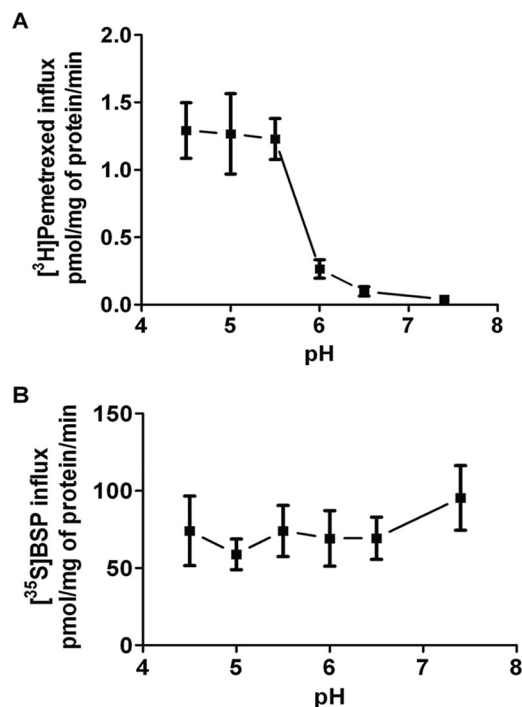 A
[³H]Pemetrexed influx
pmol/mg of protein/min
2.0
1.5
1.0
0.5
0.0
4 5 6 7 8
pH
B
[³⁵S]BSP influx
pmol/mg of protein/min
150
100
50
0
4 5 6 7 8
pH